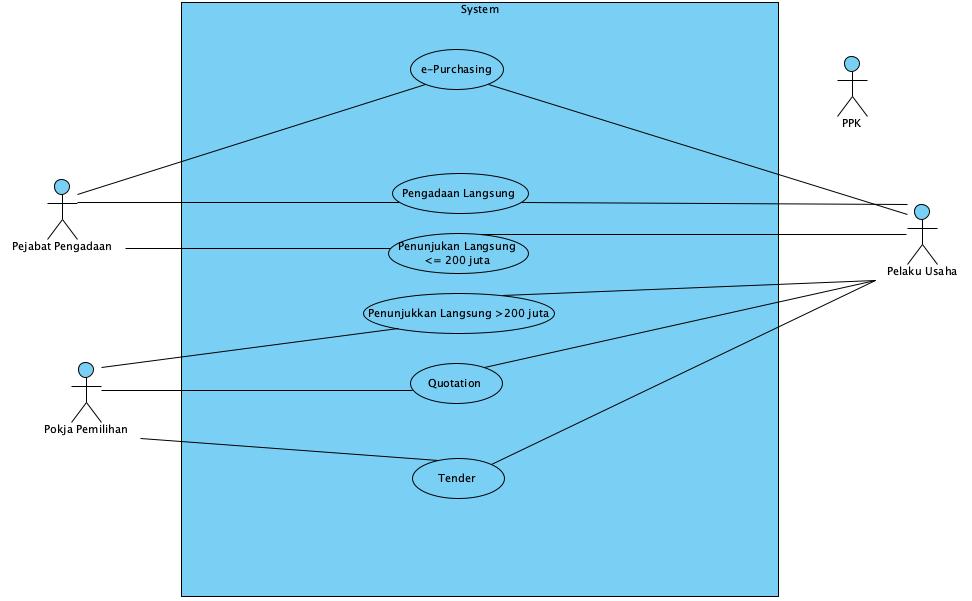 System
e-Purchasing
PPK
Pengadaan Langsung
Pejabat Pengadaan
Penunjukan Langsung
<= 200 juta
Pelaku Usaha
Penunjukkan Langsung >200 juta
Quotation
Pokja Pemilihan
Tender